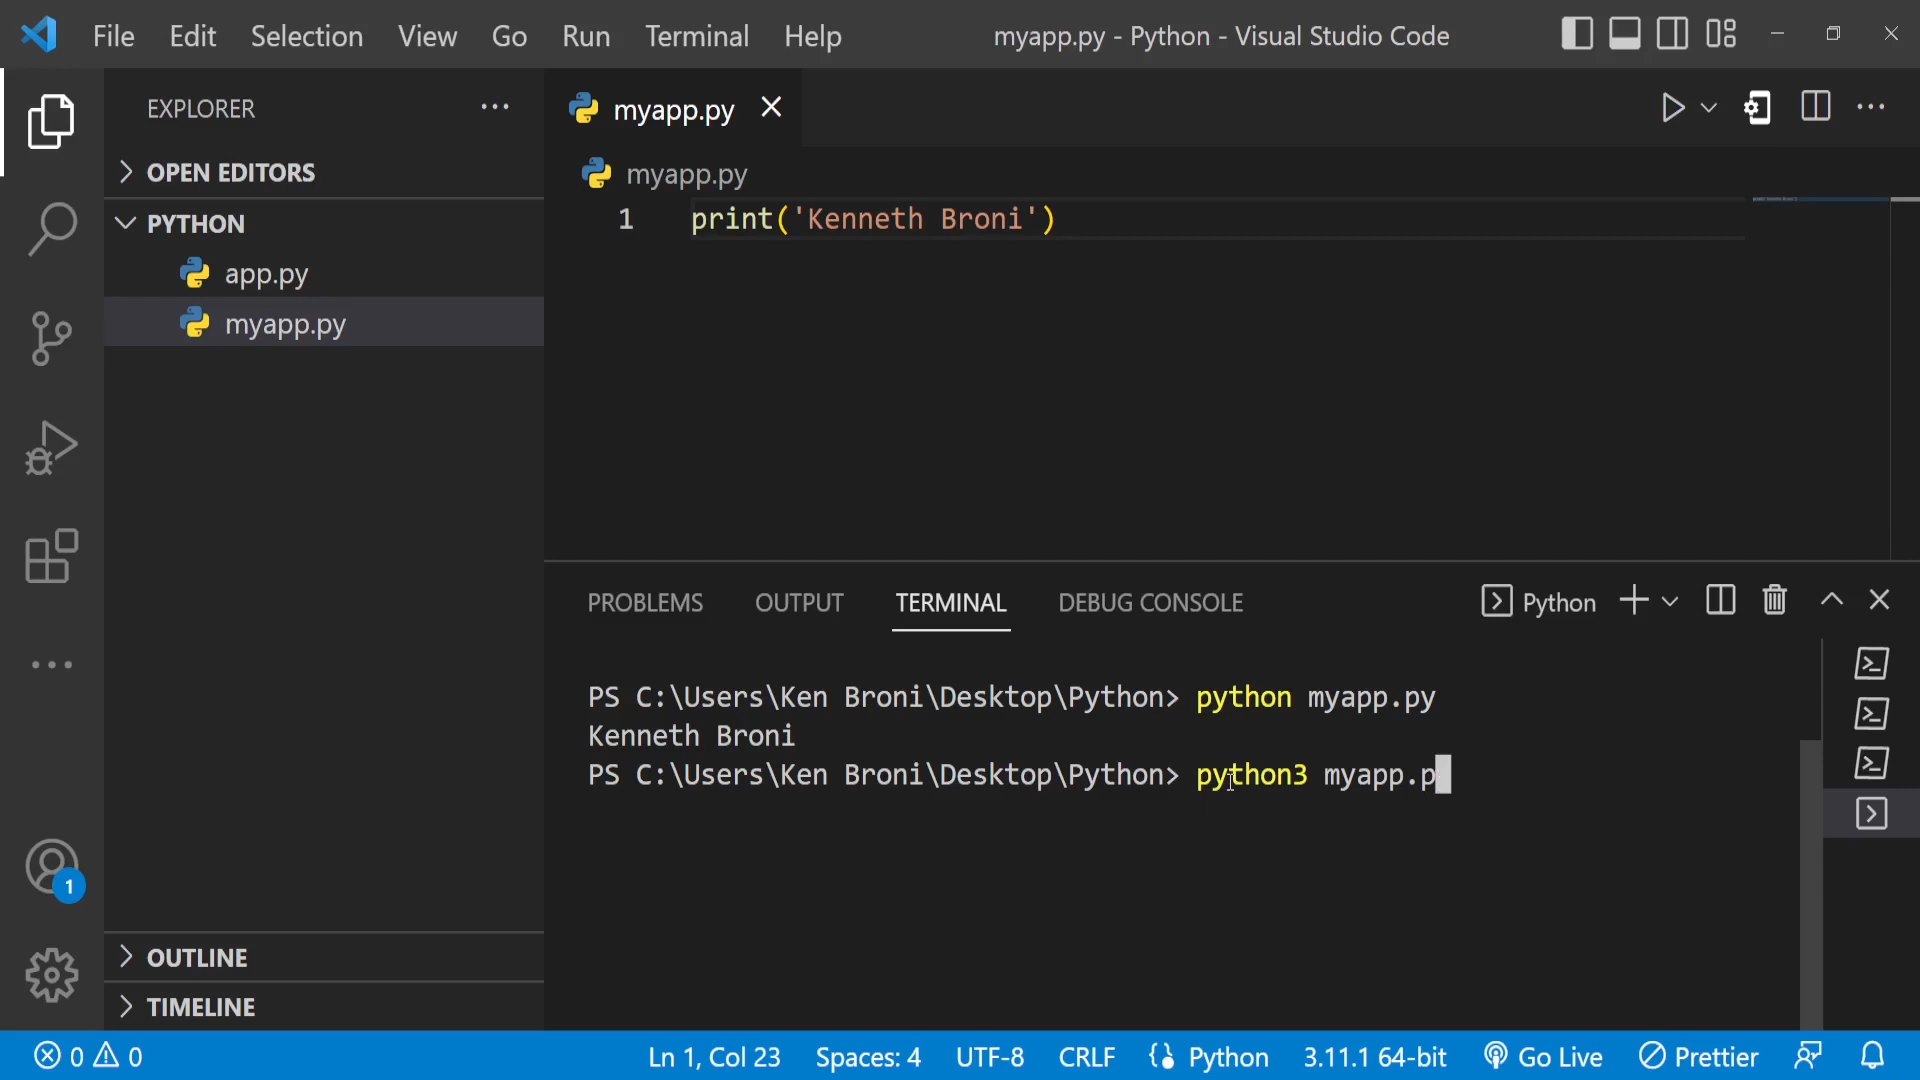 File Edit Selection View Go Run Terminal Help myapp.py - Python - Visual Studio Code
EXPLORER
OPEN EDITORS
PYTHON
app.py
myapp.py
OUTLINE
TIMELINE
1
myapp.py
myapp.py
1 print('Kenneth Broni')
PROBLEMS OUTPUT TERMINAL DEBUG CONSOLE Python
PS C:\Users\Ken Broni\Desktop\Python> python myapp.py
Kenneth Broni
PS C:\Users\Ken Broni\Desktop\Python> python3 myapp.p
0 0 Ln 1, Col 23 Spaces: 4 UTF-8 CRLF Python 3.11.1 64-bit Go Live Prettier